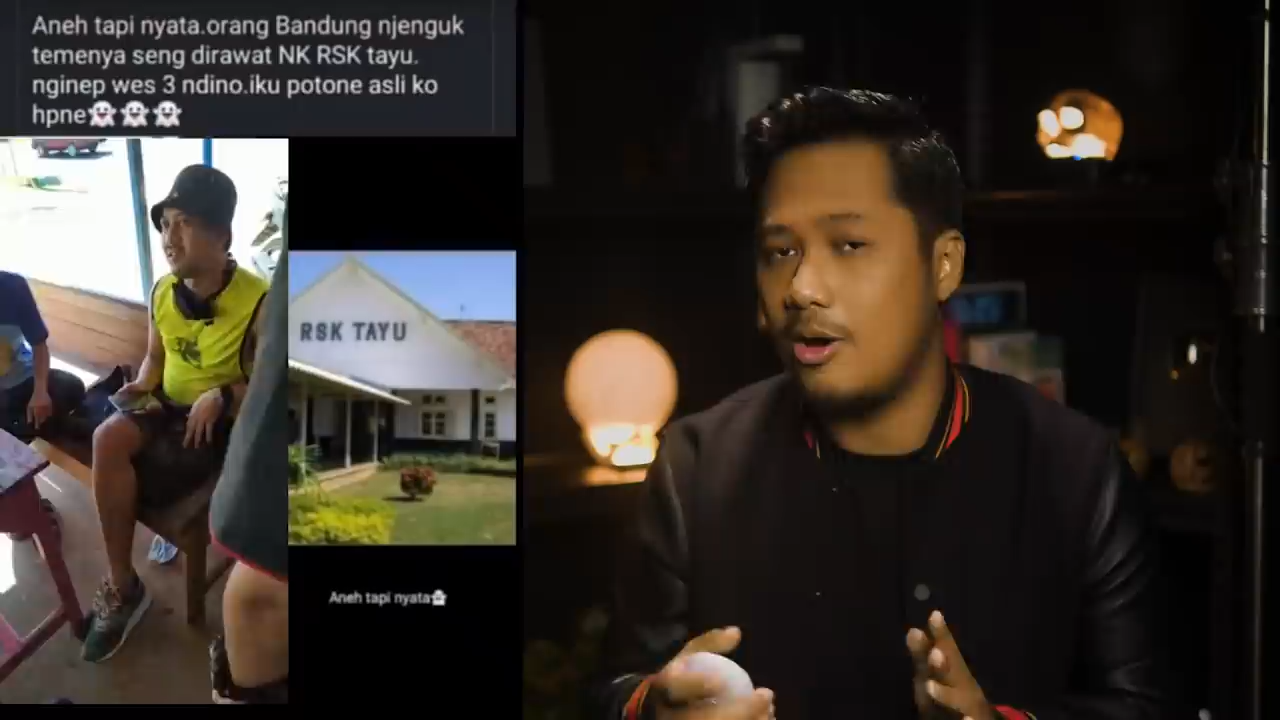 Aneh tapi nyata.orang Bandung njenguk
temenya seng dirawat NK RSK tayu.
nginep wes 3 ndino.iku potone asli ko
hpne👻👻👻
RSK TAYU
Aneh tapi nyata👻